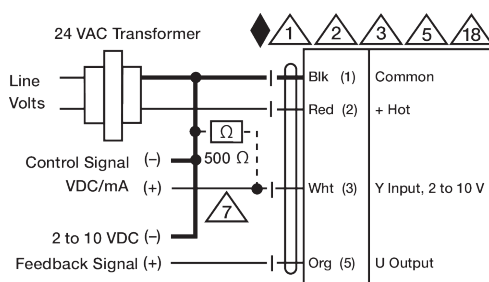 24 VAC Transformer
1 2 3 5 18
Line
Volts
Blk (1) Common
Red (2) + Hot
Ω
500 Ω
Control Signal (-)
VDC/mA (+)
Wht (3) Y Input, 2 to 10 V
7
2 to 10 VDC (-)
Feedback Signal (+)
Org (5) U Output